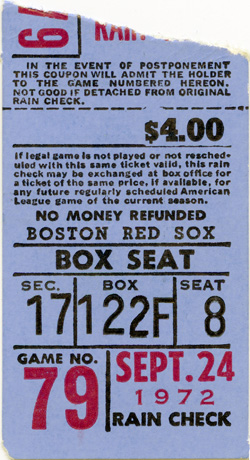 79
RAIN
IN THE EVENT OF POSTPONEMENT
THIS COUPON WILL ADMIT THE HOLDER
TO THE GAME NUMBERED HEREON.
NOT GOOD IF DETACHED FROM ORIGINAL
RAIN CHECK.
$4.00
If legal game is not played or not resched-
uled with this same ticket valid, this rain
check may be exchanged at box office for
a ticket of the same price, if available, for
any future regularly scheduled American
League game of the current season.
NO MONEY REFUNDED
BOSTON RED SOX
BOX SEAT
SEC. BOX SEAT
17 122F 8
GAME NO. SEPT. 24
79 1972
RAIN CHECK